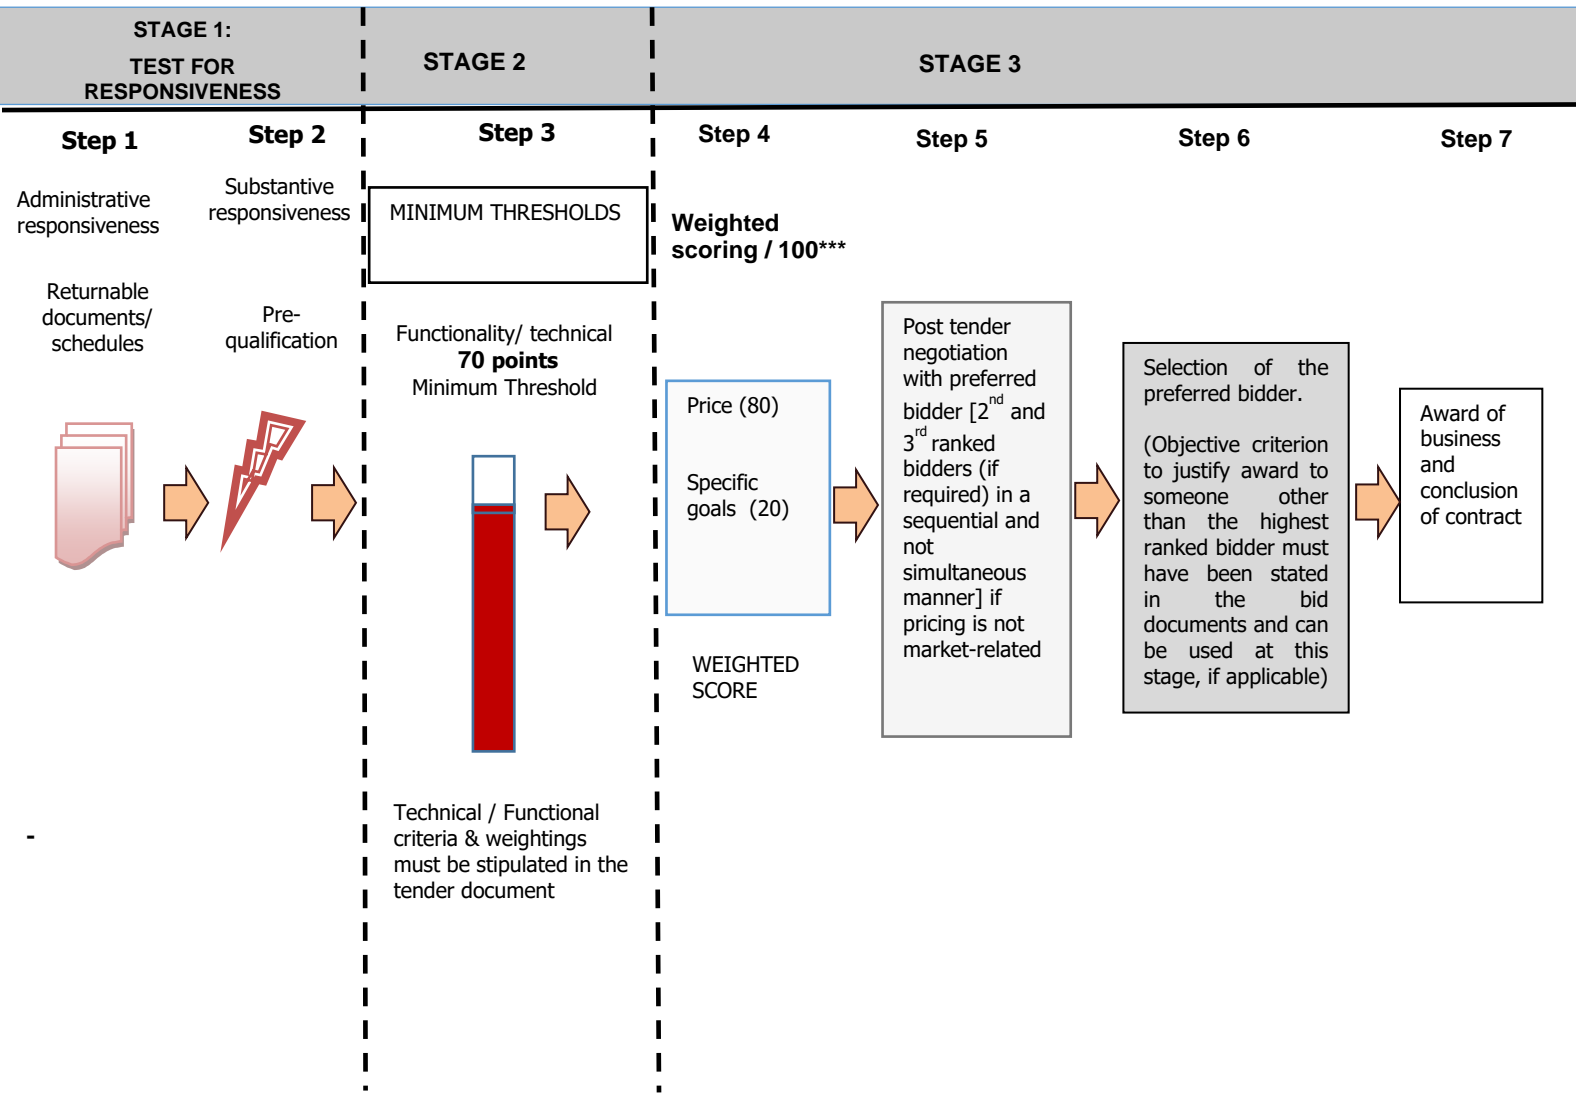 STAGE 1:
TEST FOR
RESPONSIVENESS
STAGE 2
STAGE 3
Step 1
Step 2
Step 3
Step 4
Step 5
Step 6
Step 7
Administrative
responsiveness
Returnable
documents/
schedules
Substantive
responsiveness
Pre-
qualification
MINIMUM THRESHOLDS
Functionality/ technical
70 points
Minimum Threshold
Technical / Functional
criteria & weightings
must be stipulated in the
tender document
Weighted
scoring / 100***
Price (80)
Specific
goals (20)
WEIGHTED
SCORE
Post tender
negotiation
with preferred
bidder [2nd and
3rd ranked
bidders (if
required) in a
sequential and
not
simultaneous
manner] if
pricing is not
market-related
Selection of the
preferred bidder.
(Objective criterion
to justify award to
someone other
than the highest
ranked bidder must
have been stated
in the bid
documents and can
be used at this
stage, if applicable)
Award of
business
and
conclusion
of contract
-